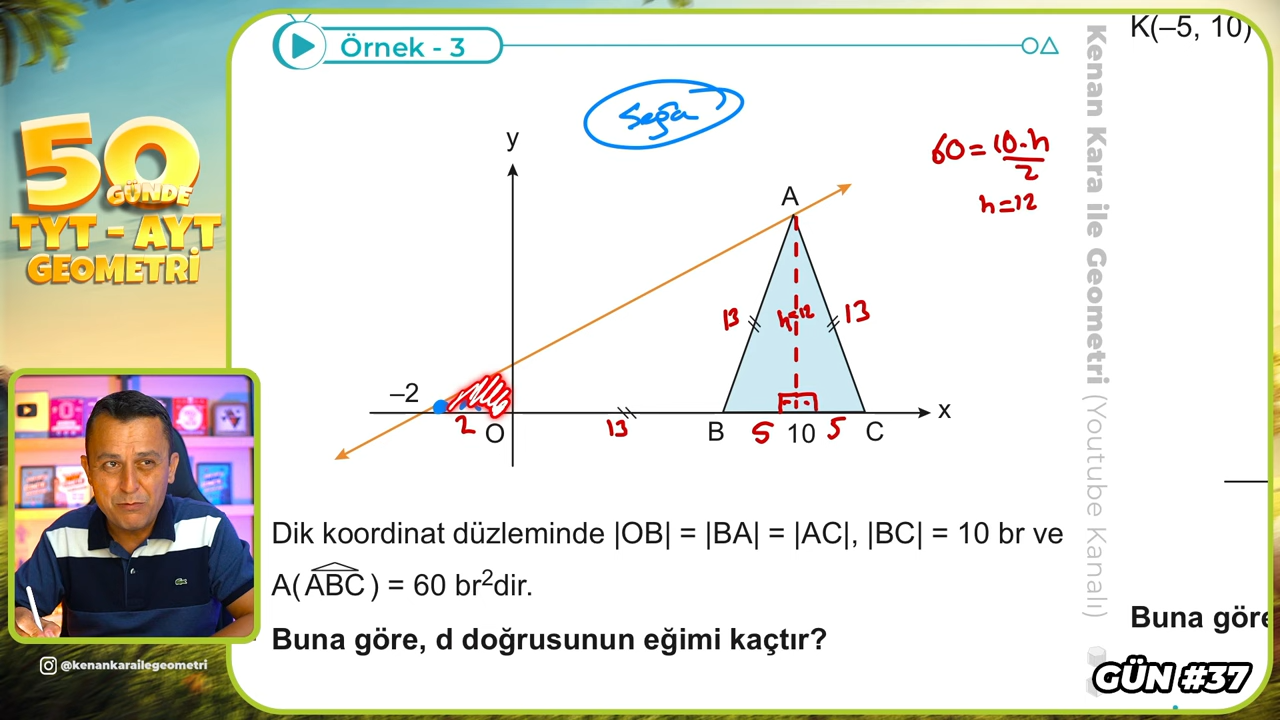 Örnek - 3
K(–5, 10)
50
GÜNDE
TYT - AYT
GEOMETRİ
Sağa
60 = 10·h
2
h = 12
y
A
13
h=12
13
–2
2
O
13
B
5
10
5
C
x
Dik koordinat düzleminde |OB| = |BA| = |AC|, |BC| = 10 br ve
A(ABC) = 60 br²dir.
Buna göre, d doğrusunun eğimi kaçtır?
Kenan Kara ile Geometri (Youtube Kanalı)
Buna göre
@kenankarailegeometri
GÜN #37